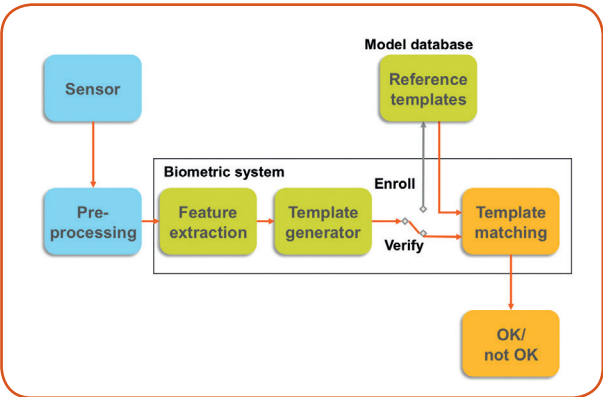 Model database
Sensor
Reference
templates
Biometric system
Enroll
Pre-
processing
Feature
extraction
Template
generator
Verify
Template
matching
OK/
not OK